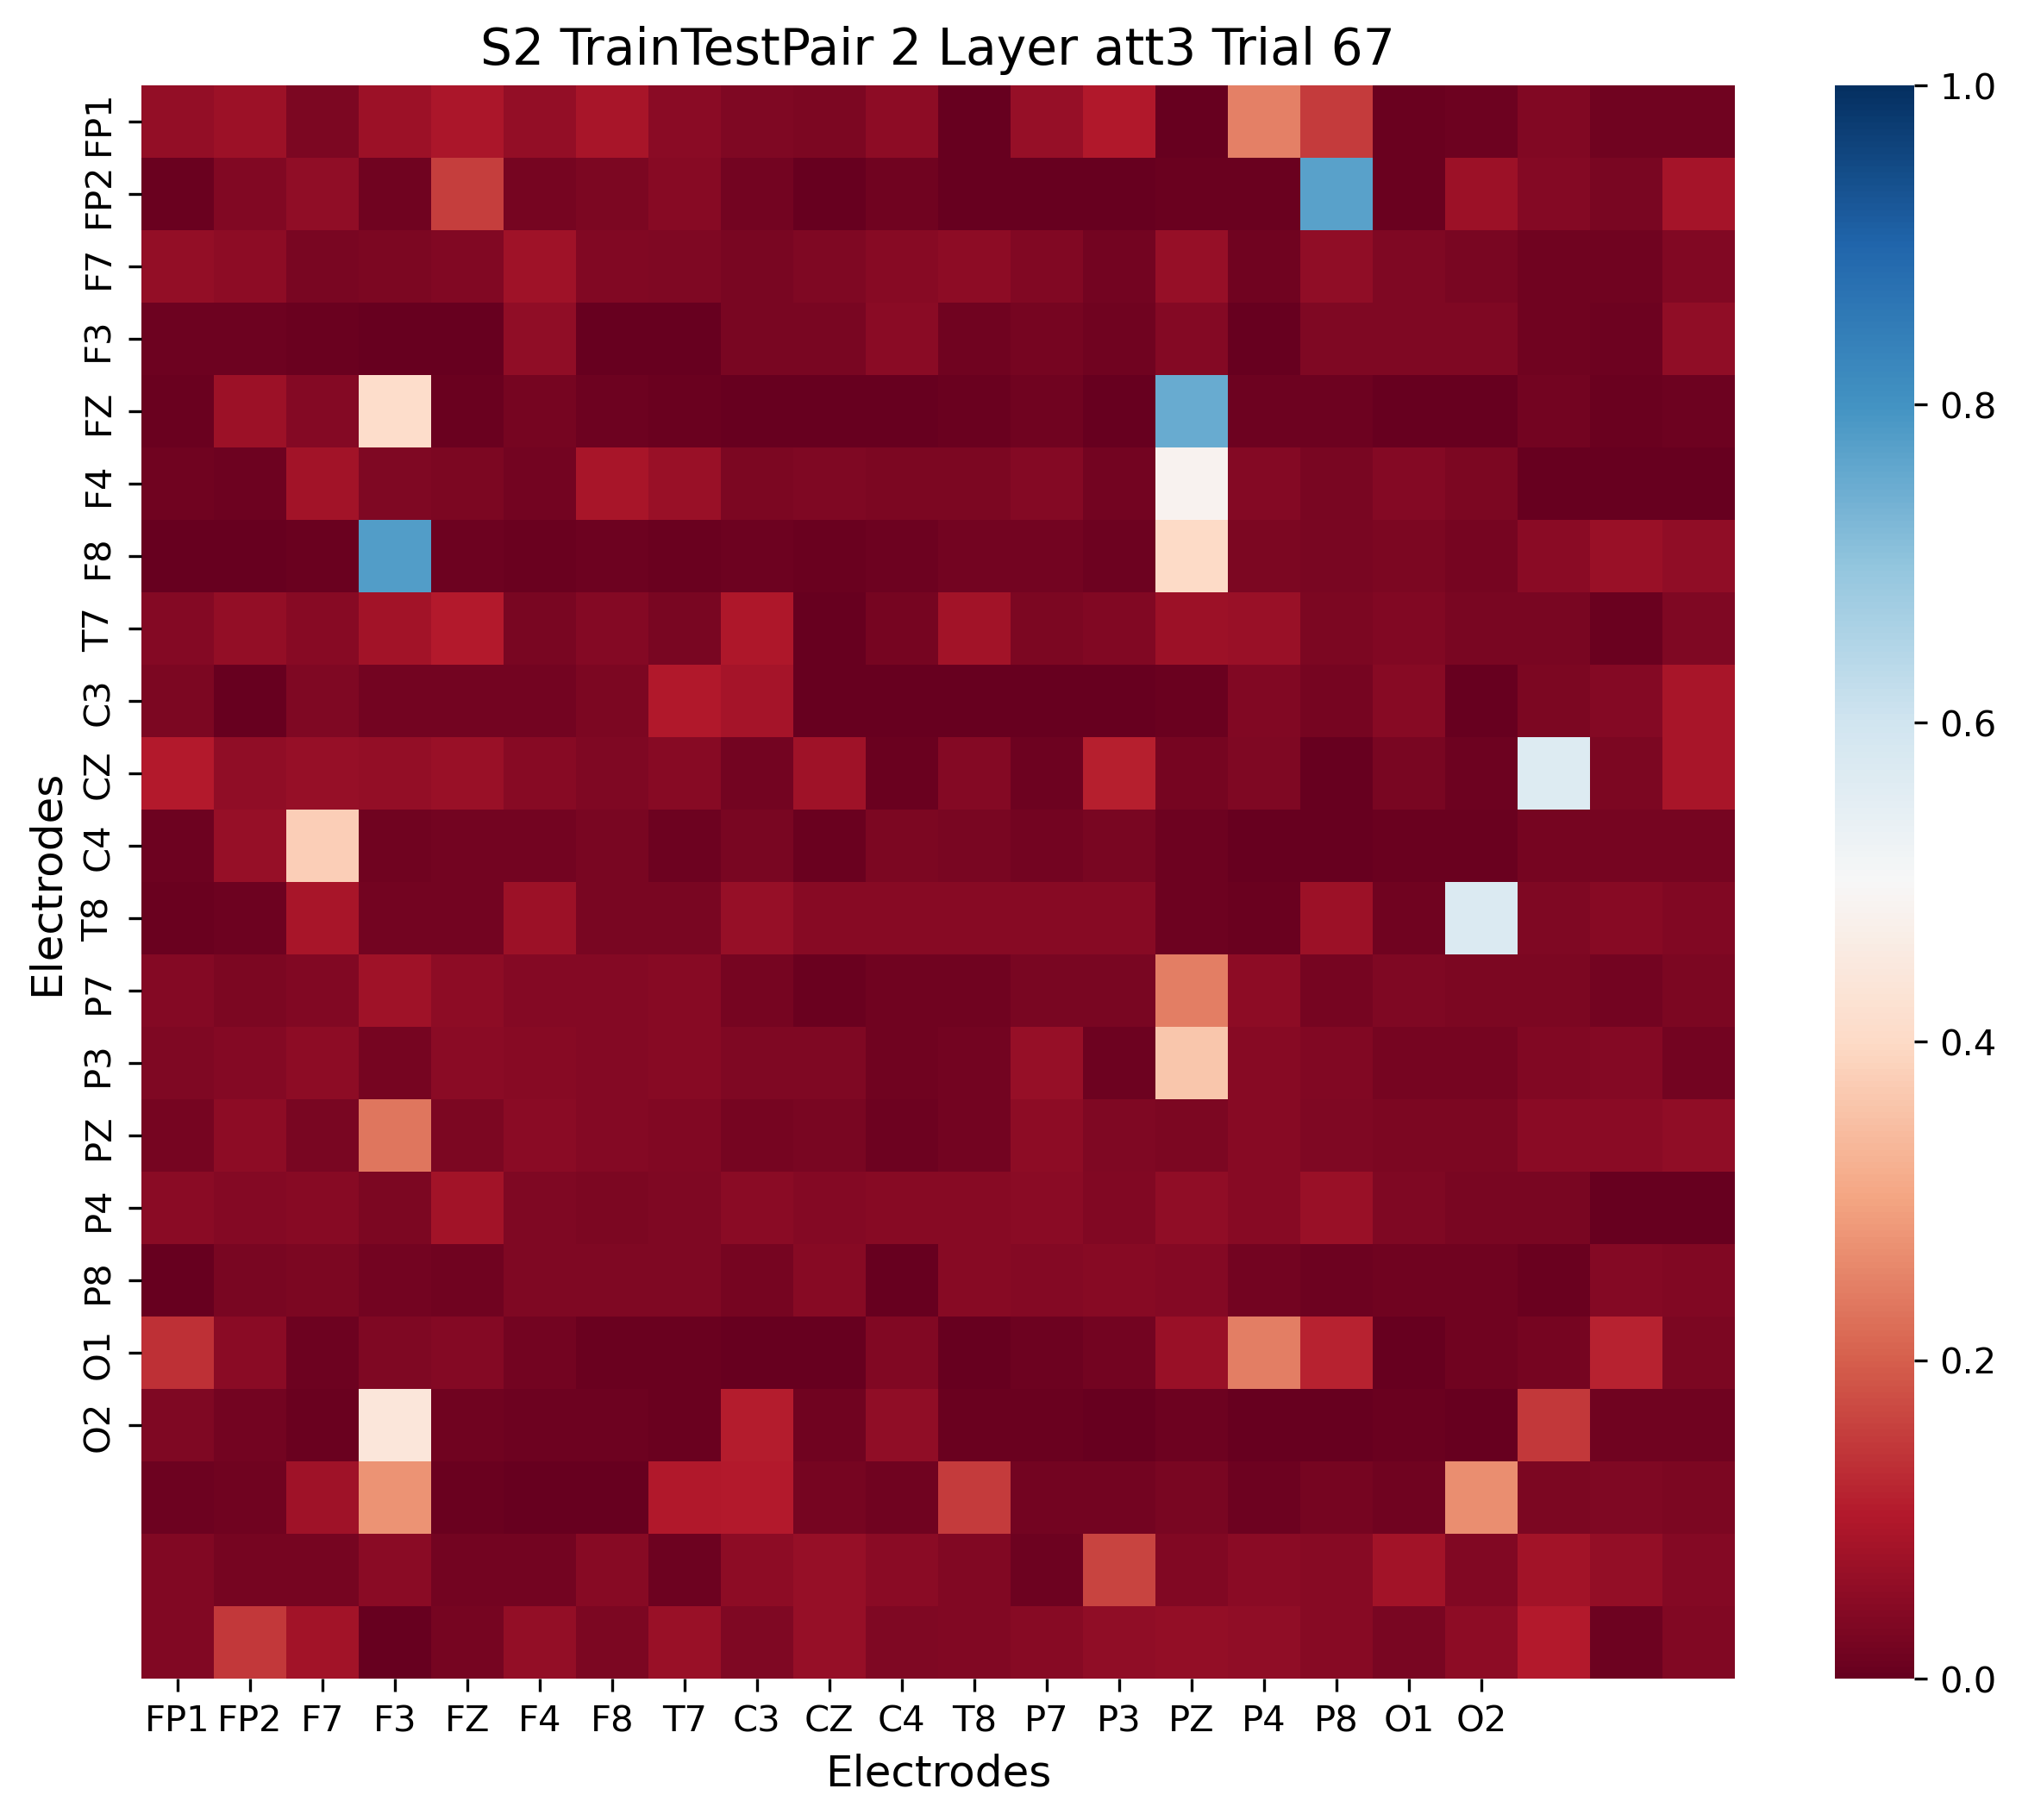 S2 TrainTestPair 2 Layer att3 Trial 67
Electrodes
FP1
FP2
F7
F3
FZ
F4
F8
T7
C3
CZ
C4
T8
P7
P3
PZ
P4
P8
O1
O2
FP1 FP2 F7 F3 FZ F4 F8 T7 C3 CZ C4 T8 P7 P3 PZ P4 P8 O1 O2
Electrodes
1.0
0.8
0.6
0.4
0.2
0.0